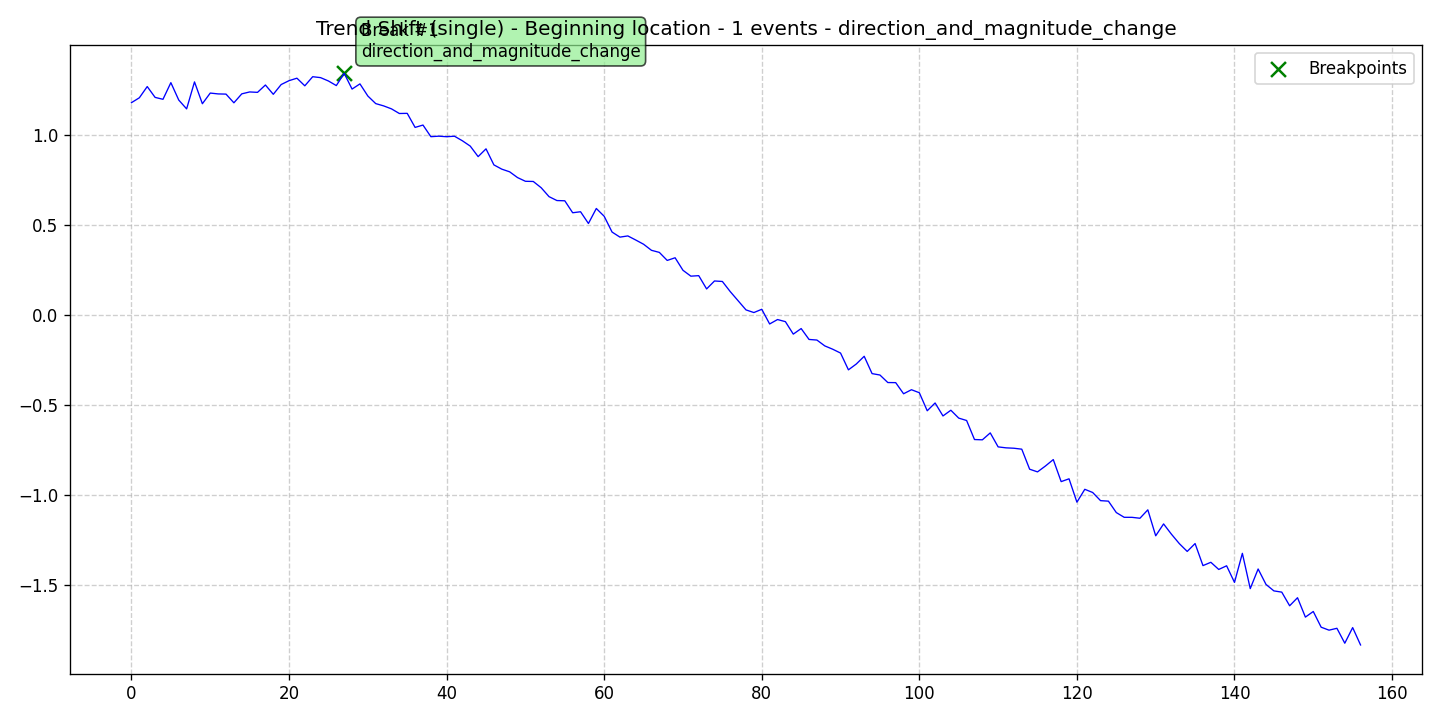 Trend Shift (single) - Beginning location - 1 events - direction_and_magnitude_change
Break #1
direction_and_magnitude_change
Breakpoints
1.0
0.5
0.0
−0.5
−1.0
−1.5
0 20 40 60 80 100 120 140 160